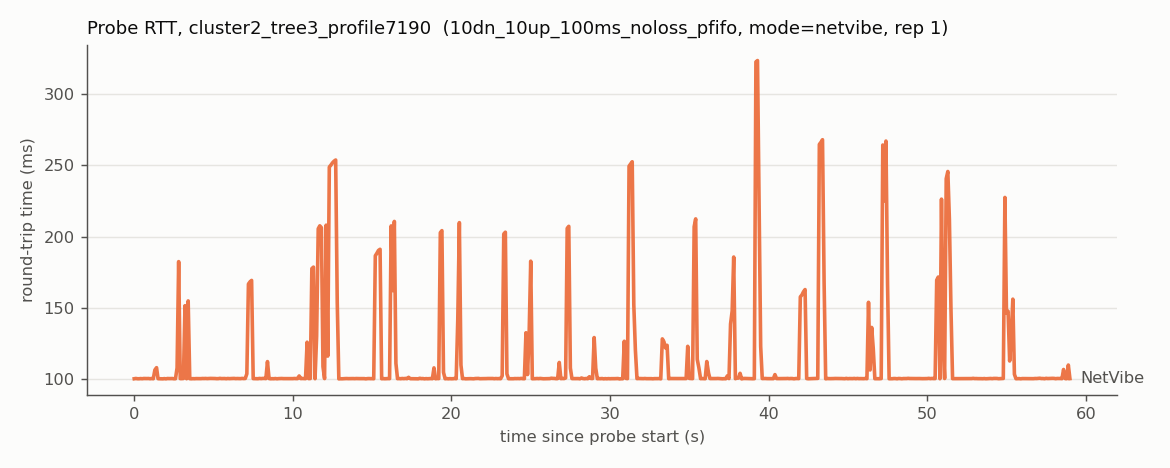 Probe RTT, cluster2_tree3_profile7190 (10dn_10up_100ms_noloss_pfifo, mode=netvibe, rep 1)
round-trip time (ms)
300
250
200
150
100
NetVibe
0 10 20 30 40 50 60
time since probe start (s)